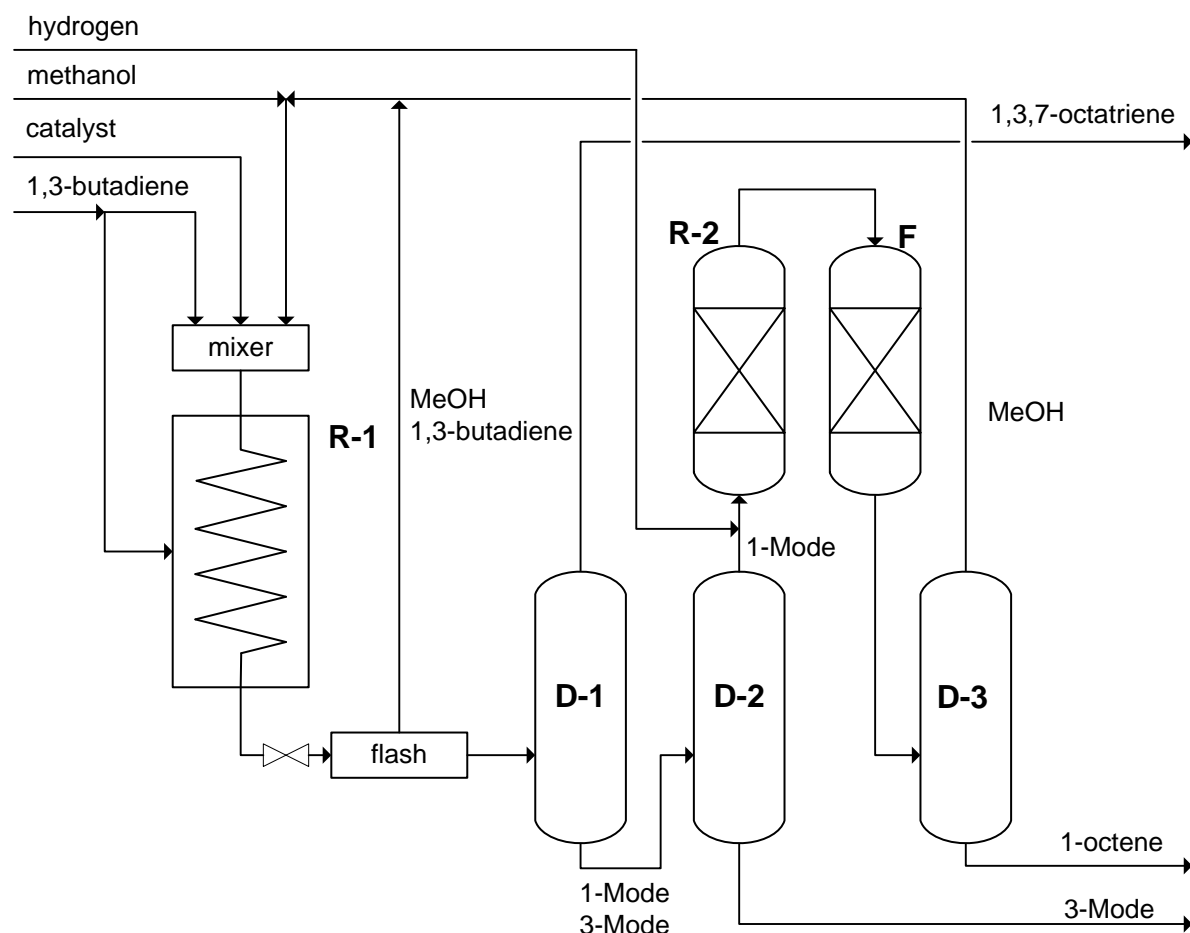 hydrogen
methanol
catalyst
1,3-butadiene
1,3,7-octatriene
R-2
F
mixer
R-1
MeOH
1,3-butadiene
MeOH
1-Mode
D-1
D-2
D-3
flash
1-octene
1-Mode
3-Mode
3-Mode